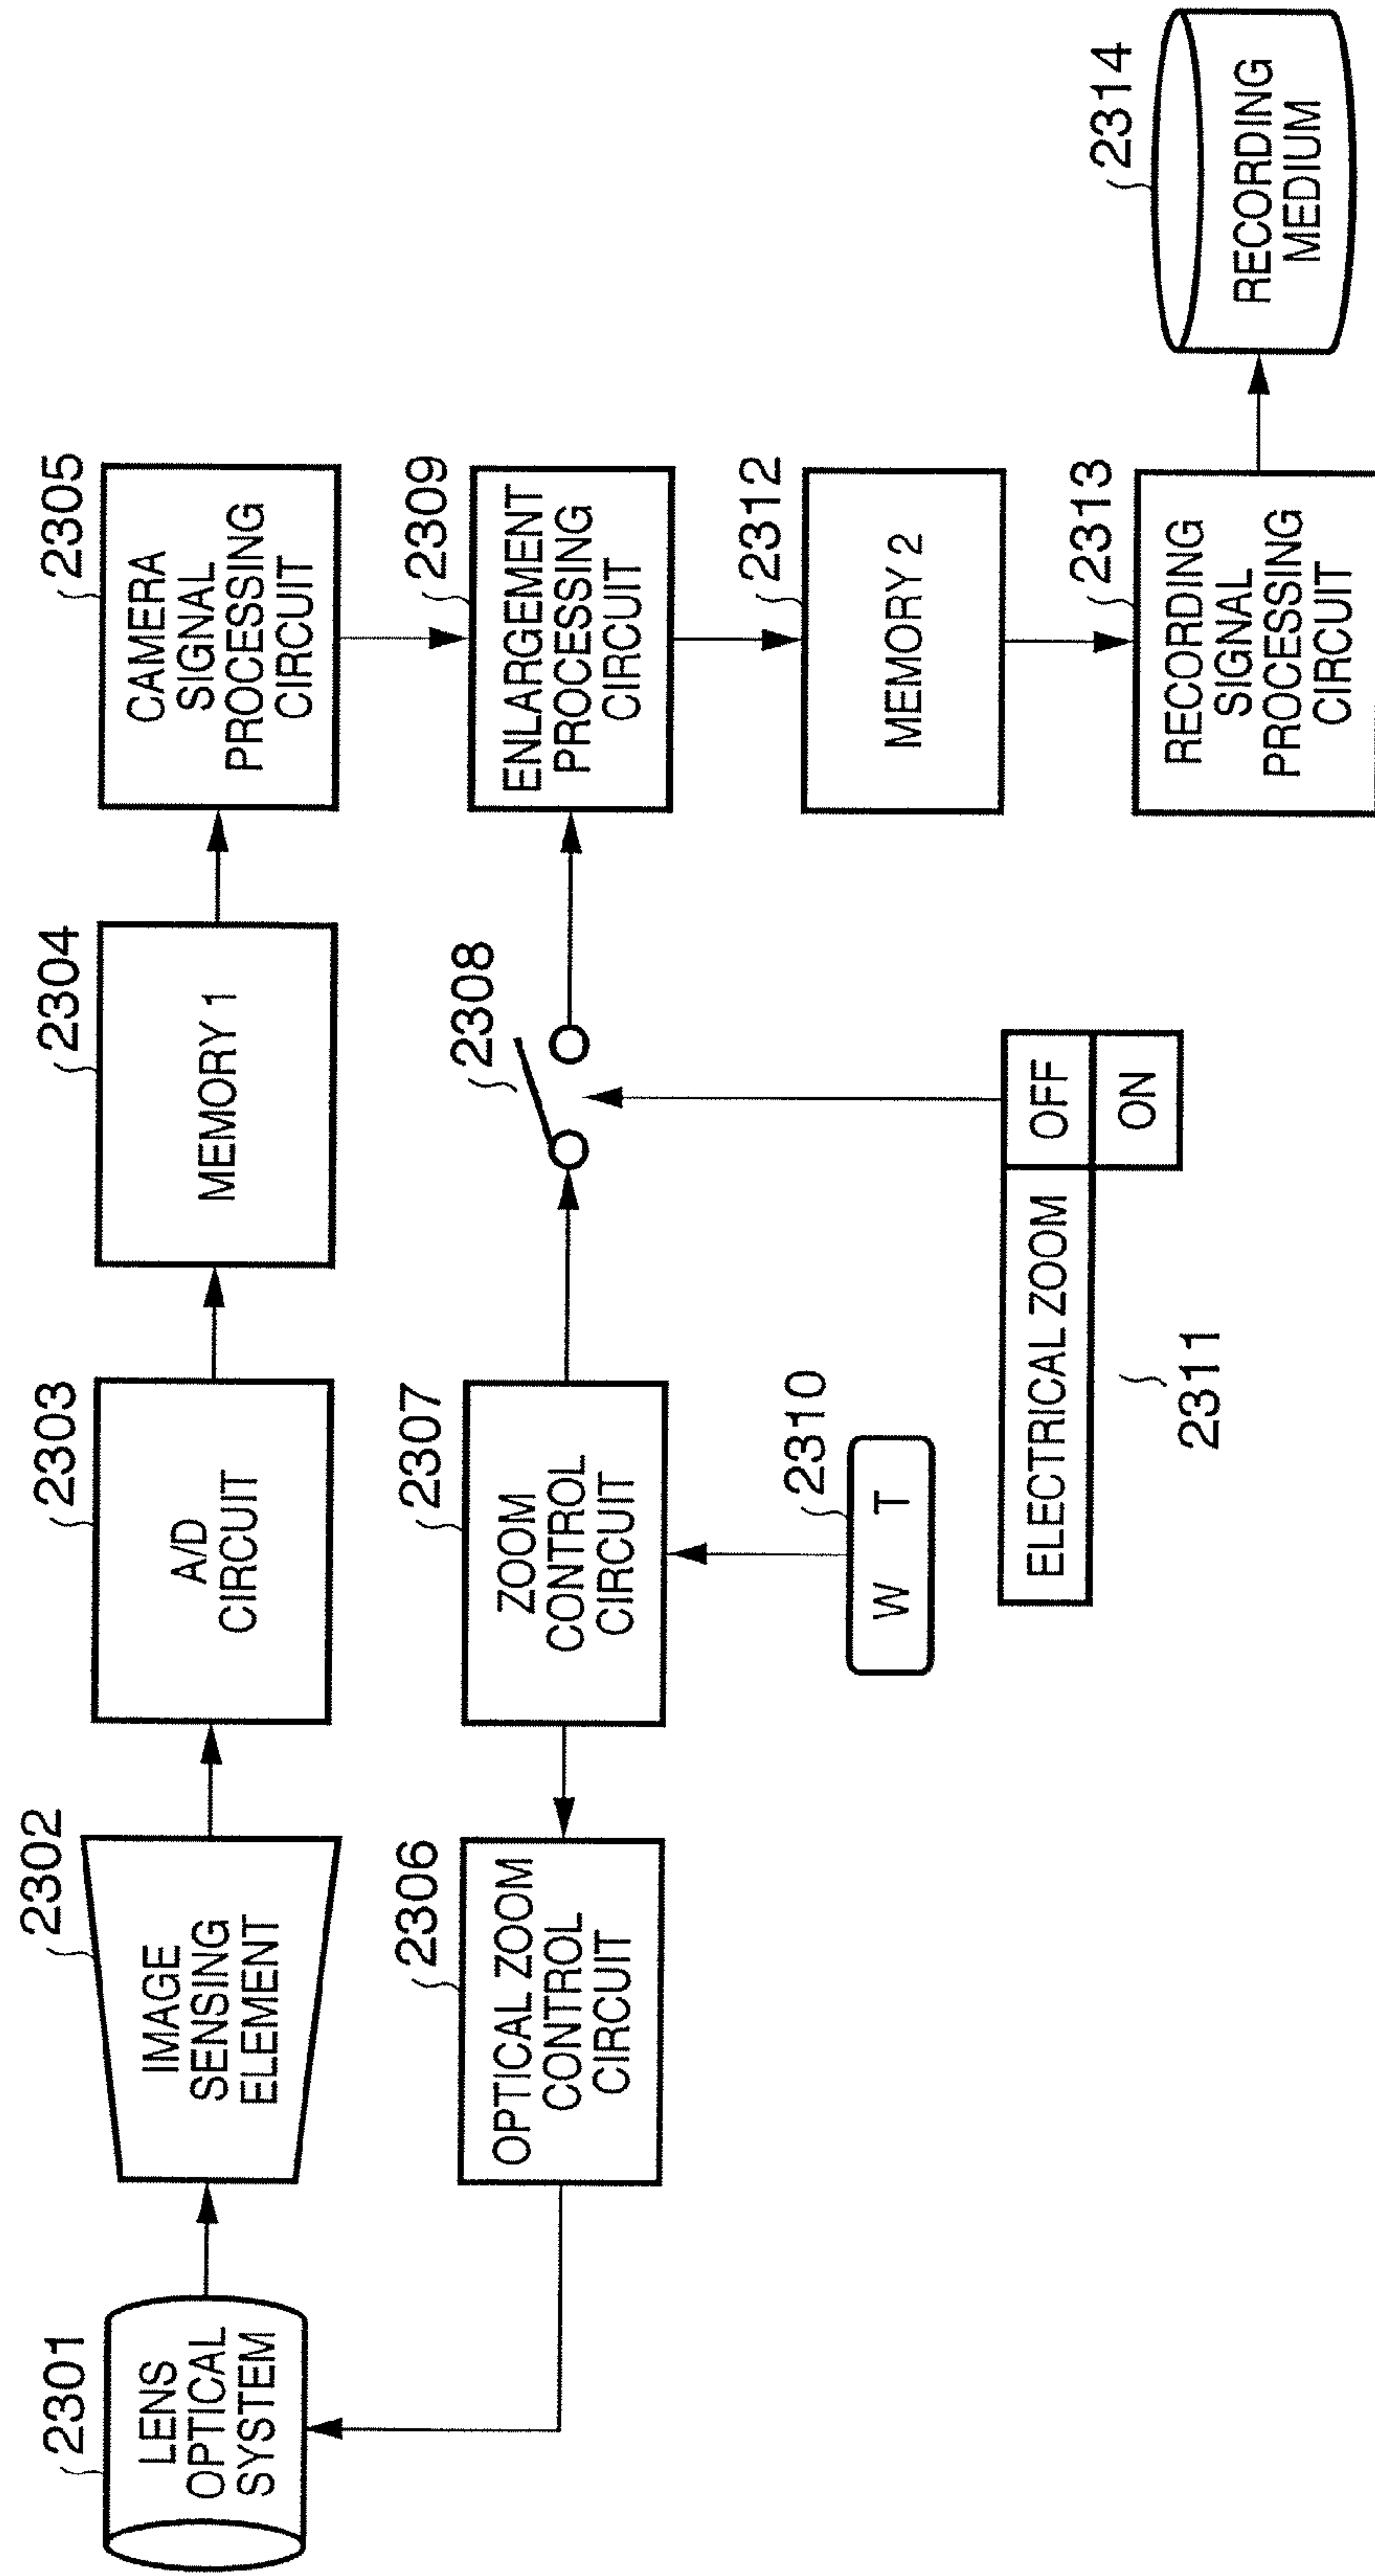 2301
LENS
OPTICAL
SYSTEM
2302
IMAGE
SENSING
ELEMENT
2303
A/D
CIRCUIT
2304
MEMORY 1
2305
CAMERA
SIGNAL
PROCESSING
CIRCUIT
2306
OPTICAL ZOOM
CONTROL
CIRCUIT
2307
ZOOM
CONTROL
CIRCUIT
2308
2309
ENLARGEMENT
PROCESSING
CIRCUIT
2310
W T
2311
ELECTRICAL ZOOM
OFF
ON
2312
MEMORY 2
2313
RECORDING
SIGNAL
PROCESSING
CIRCUIT
2314
RECORDING
MEDIUM